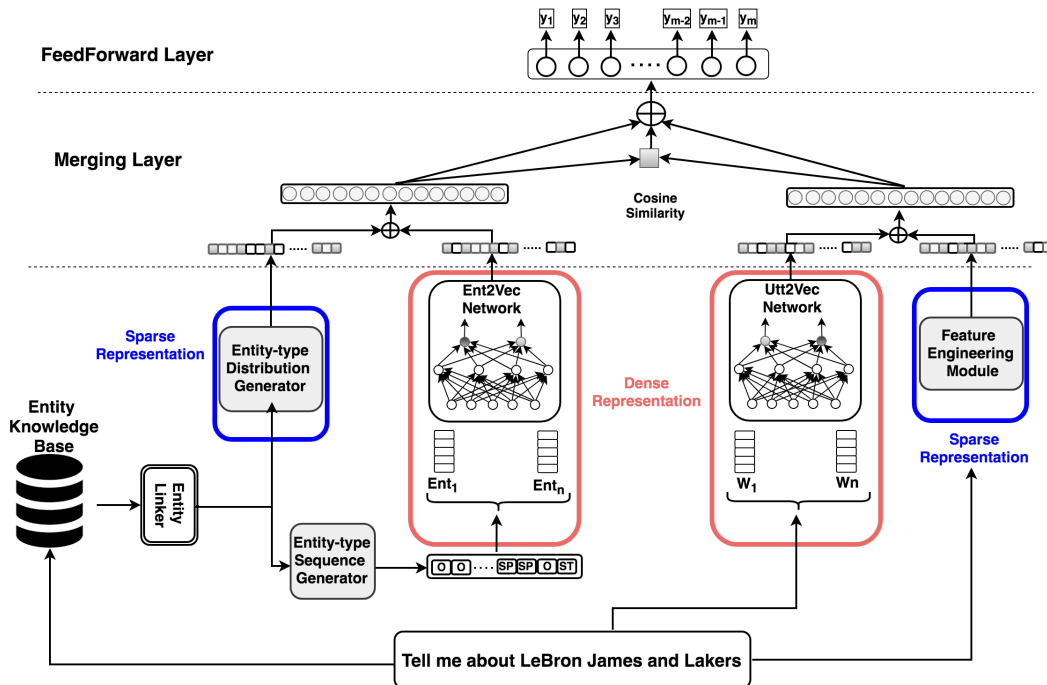 y1 y2 y3 ym-2 ym-1 ym
FeedForward Layer
Merging Layer
Cosine
Similarity
Sparse
Representation
Entity-type
Distribution
Generator
Ent2Vec
Network
Ent1 Entn
Dense
Representation
Utt2Vec
Network
W1 Wn
Feature
Engineering
Module
Sparse
Representation
Entity
Knowledge
Base
Entity
Linker
Entity-type
Sequence
Generator
O O .... SP SP O ST
Tell me about LeBron James and Lakers